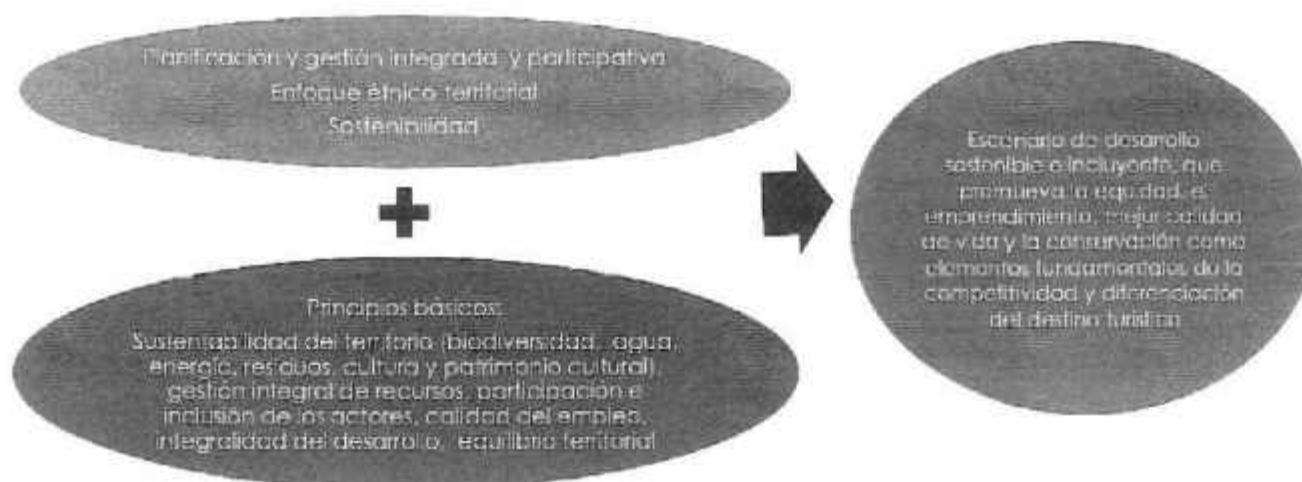 Planificación y gestión integrada y participativa
Enfoque étnico territorial
Sostenibilidad
Principios básicos:
Sustentabilidad del territorio (biodiversidad, agua,
energía, residuos, cultura y patrimonio cultural),
gestión integral de recursos, participación e
inclusión de los actores, calidad del empleo,
integralidad del desarrollo, equilibrio territorial
Escenario de desarrollo
sostenible e incluyente, que
promueva la equidad, el
emprendimiento, mejor calidad
de vida y la conservación como
elementos fundamentales de la
competitividad y diferenciación
del destino turístico